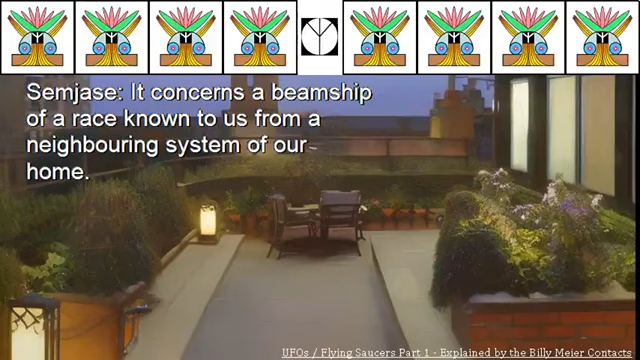 Semjase: It concerns a beamship
of a race known to us from a
neighbouring system of our
home.
UFOs / Flying Saucers Part 1 - Explained by the Billy Meier Contacts